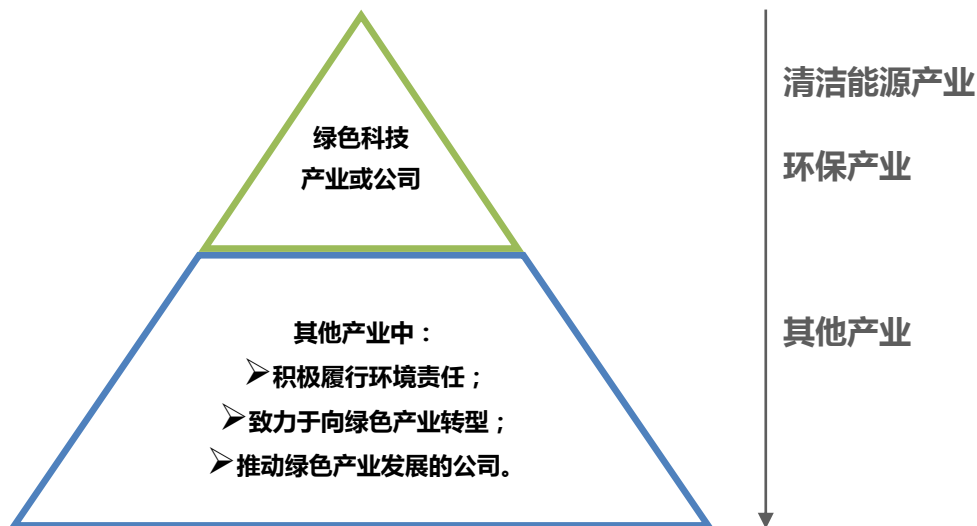 绿色科技
产业或公司
其他产业中：
➢积极履行环境责任；
➢致力于向绿色产业转型；
➢推动绿色产业发展的公司。
清洁能源产业
环保产业
其他产业